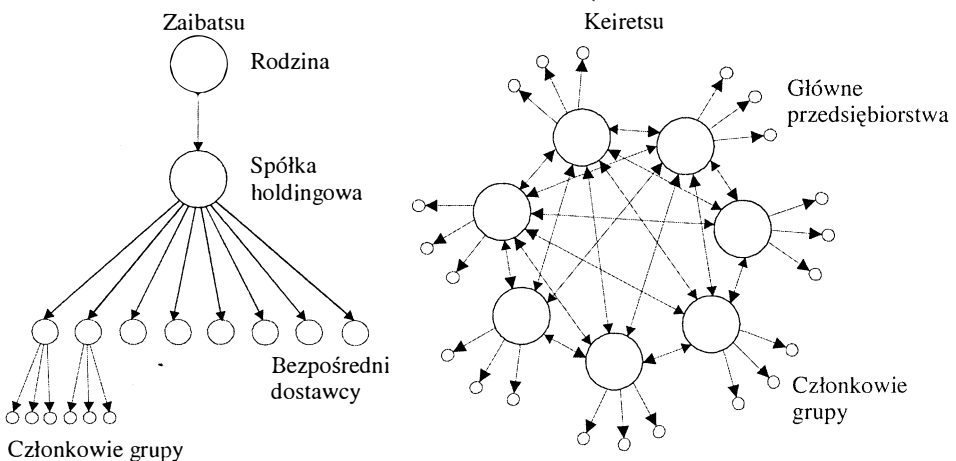 Zaibatsu
Rodzina
Spółka
holdingowa
Bezpośredni
dostawcy
Członkowie grupy
Keiretsu
Główne
przedsiębiorstwa
Członkowie
grupy